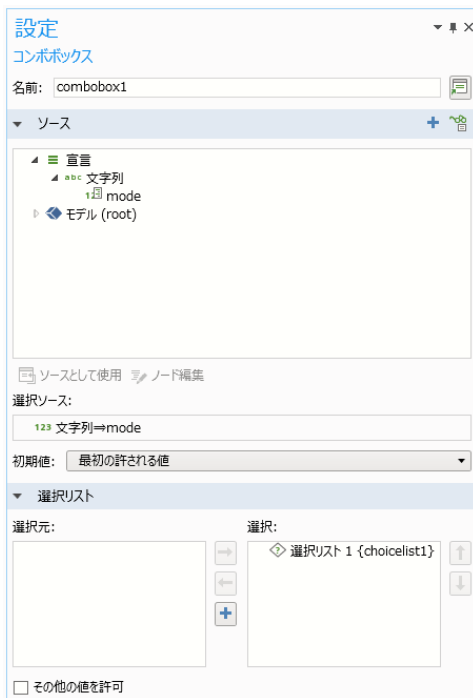 設定
コンボボックス
名前: combobox1
ソース
宣言
abc 文字列
mode
モデル (root)
ソースとして使用 ノード編集
選択ソース:
123 文字列⇒mode
初期値: 最初の許される値
選択リスト
選択元: 選択:
選択リスト 1 {choicelist1}
その他の値を許可